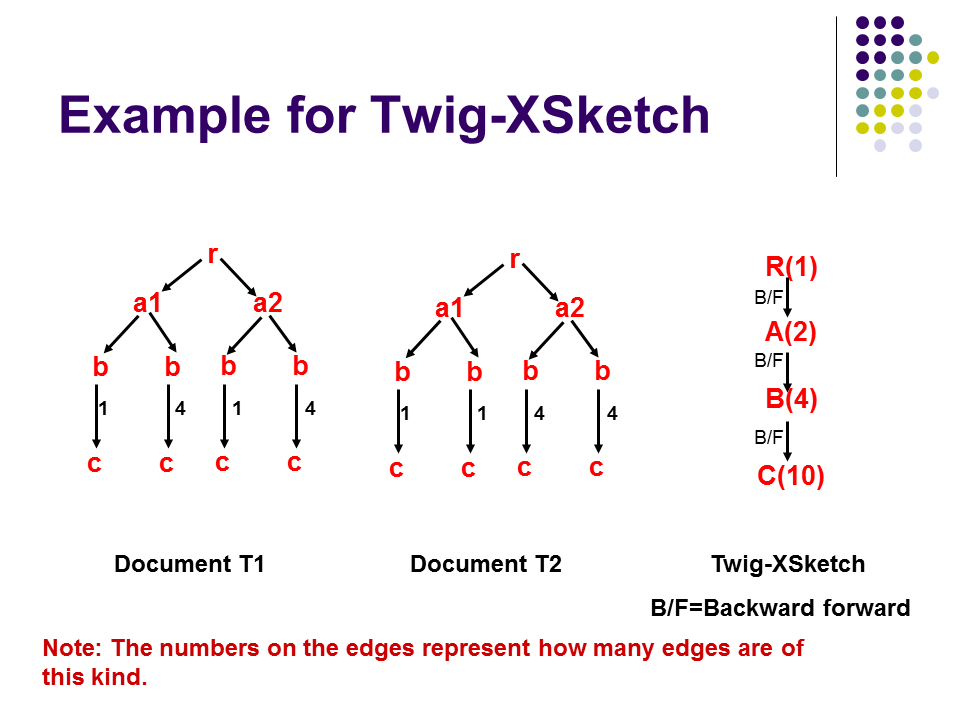 Example for Twig-XSketch
r
a1 a2
b b b b
1 4 1 4
c c c c
Document T1
r
a1 a2
b b b b
1 1 4 4
c c c c
Document T2
R(1)
B/F
A(2)
B/F
B(4)
B/F
C(10)
Twig-XSketch
B/F=Backward forward
Note: The numbers on the edges represent how many edges are of
this kind.